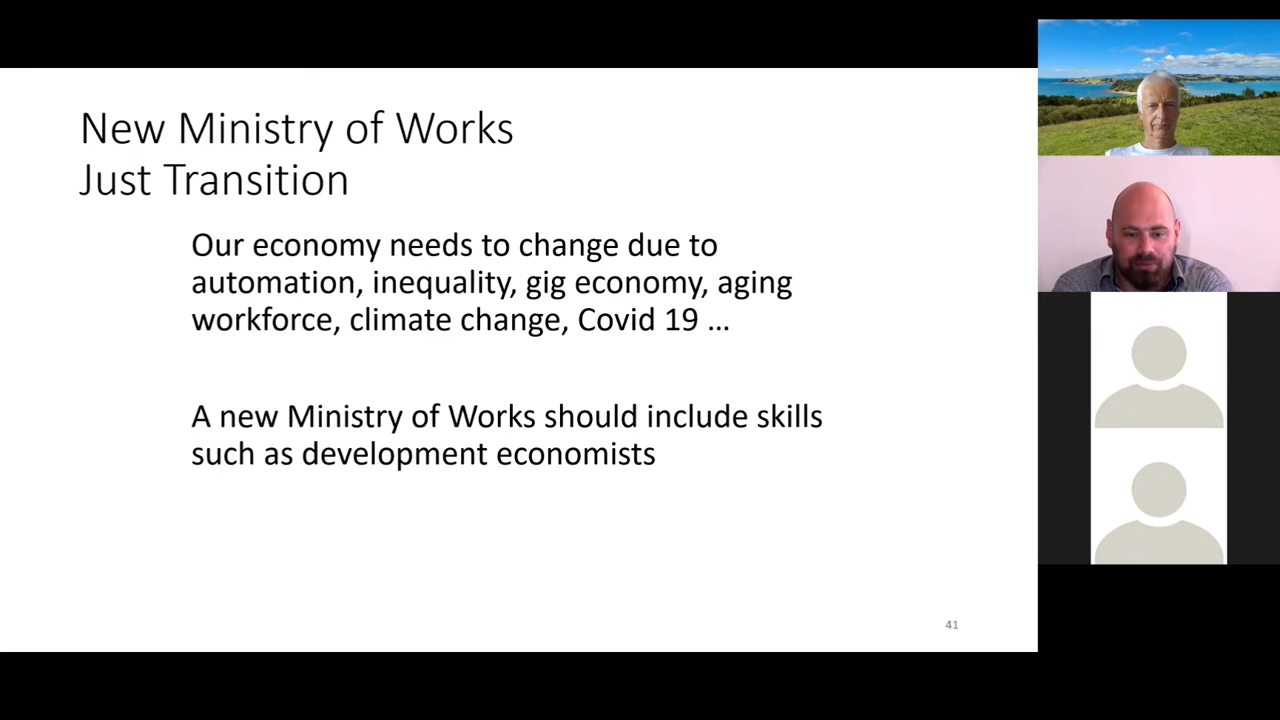 New Ministry of Works
Just Transition
Our economy needs to change due to
automation, inequality, gig economy, aging
workforce, climate change, Covid 19 ...
A new Ministry of Works should include skills
such as development economists
41